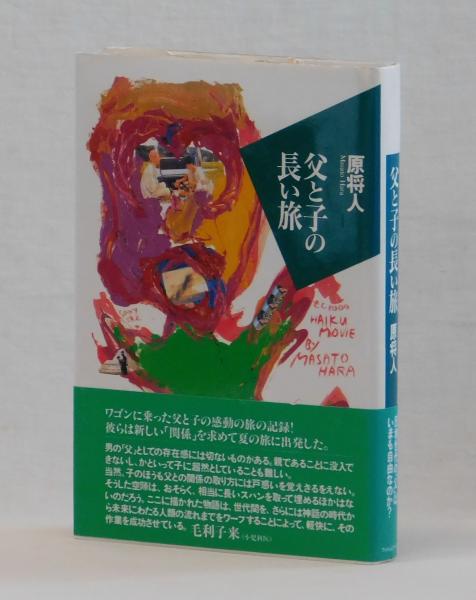 原将人
Masato Hara
父と子の
長い旅
HAIKU
MOVIE
BY
MASATO
HARA
ワゴンに乗った父と子の感動の旅の記録!
彼らは新しい「関係」を求めて夏の旅に出発した。
男の「父」としての存在感には切ないものがある。親であることに没入で
きないし、かといって子に超然としていることも難しい。
当然、子のほうも父との関係の取り方には戸惑いを覚えざるをえない。
そうした空隙は、おそらく、相当に長いスパンを取って埋めるほかはな
いのだろう。ここに描かれた物語は、世代間を、さらには神話の時代か
ら未来にわたる人類の流れまでをワープすることによって、軽快に、その
作業を成功させている。毛利子来〈小児科医〉
父と子の長い旅 原将人
いまも自由なのか?